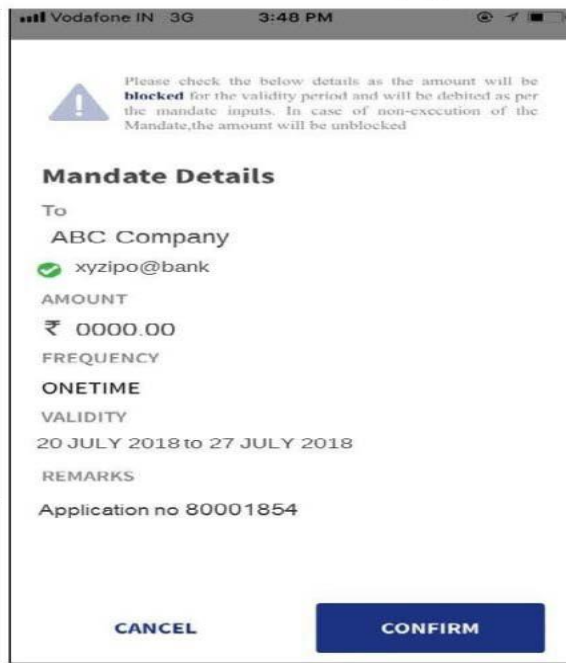 Vodafone IN 3G 3:48 PM
Please check the below details as the amount will be
blocked for the validity period and will be debited as per
the mandate inputs. In case of non-execution of the
Mandate,the amount will be unblocked
Mandate Details
To
ABC Company
xyzipo@bank
AMOUNT
₹ 0000.00
FREQUENCY
ONETIME
VALIDITY
20 JULY 2018 to 27 JULY 2018
REMARKS
Application no 80001854
CANCEL CONFIRM